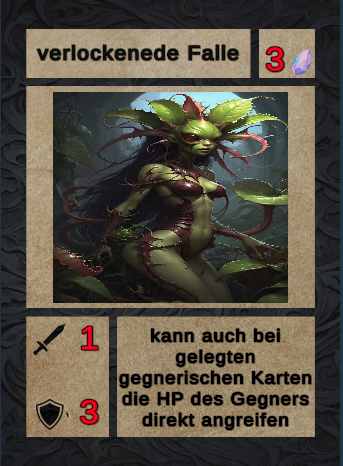 verlockenede Falle
3
1
3
kann auch bei
gelegten
gegnerischen Karten
die HP des Gegners
direkt angreifen